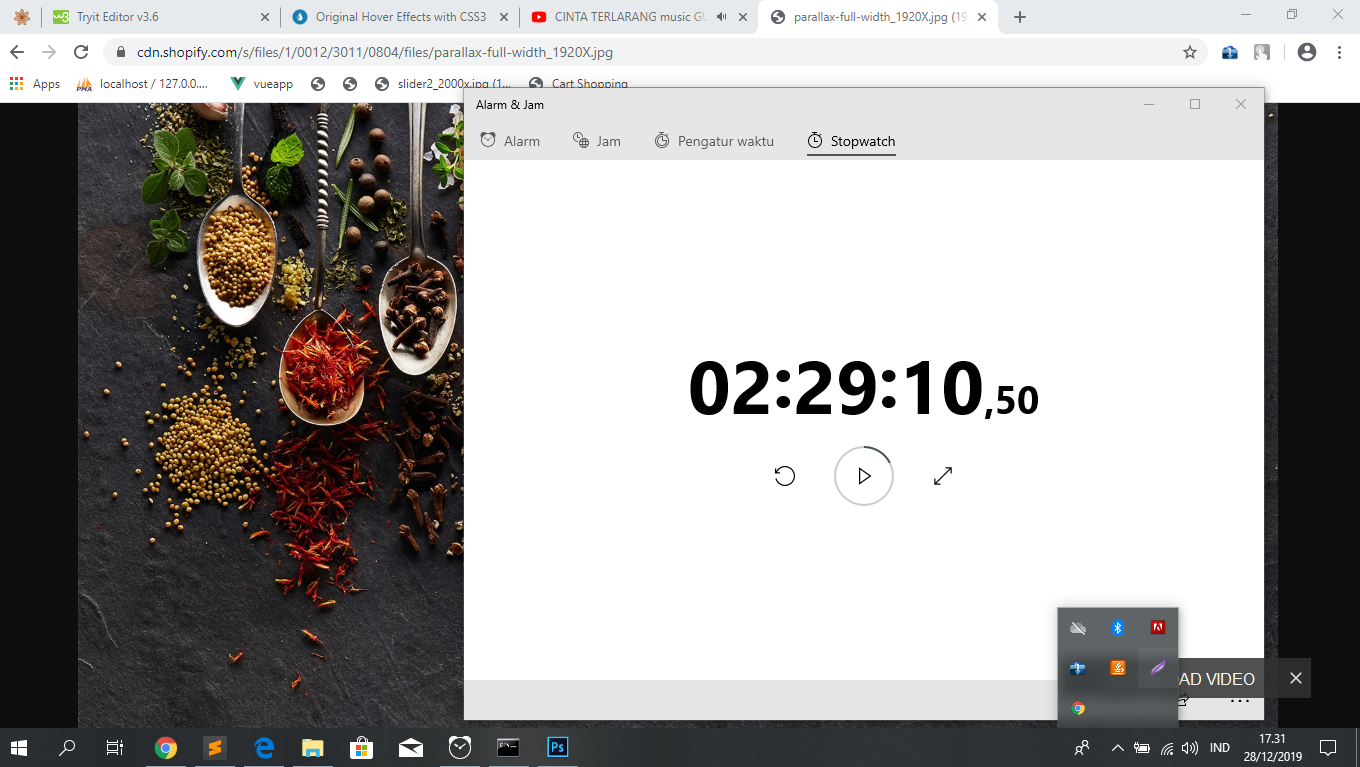 Tryit Editor v3.6
Original Hover Effects with CSS3
CINTA TERLARANG music GU
parallax-full-width_1920X.jpg (19
cdn.shopify.com/s/files/1/0012/3011/0804/files/parallax-full-width_1920X.jpg
Apps
localhost / 127.0.0....
vueapp
slider2_2000x.jpg (1...
Cart Shopping
Alarm & Jam
Alarm
Jam
Pengatur waktu
Stopwatch
02:29:10,50
AD VIDEO
Ps
IND
17.31
28/12/2019